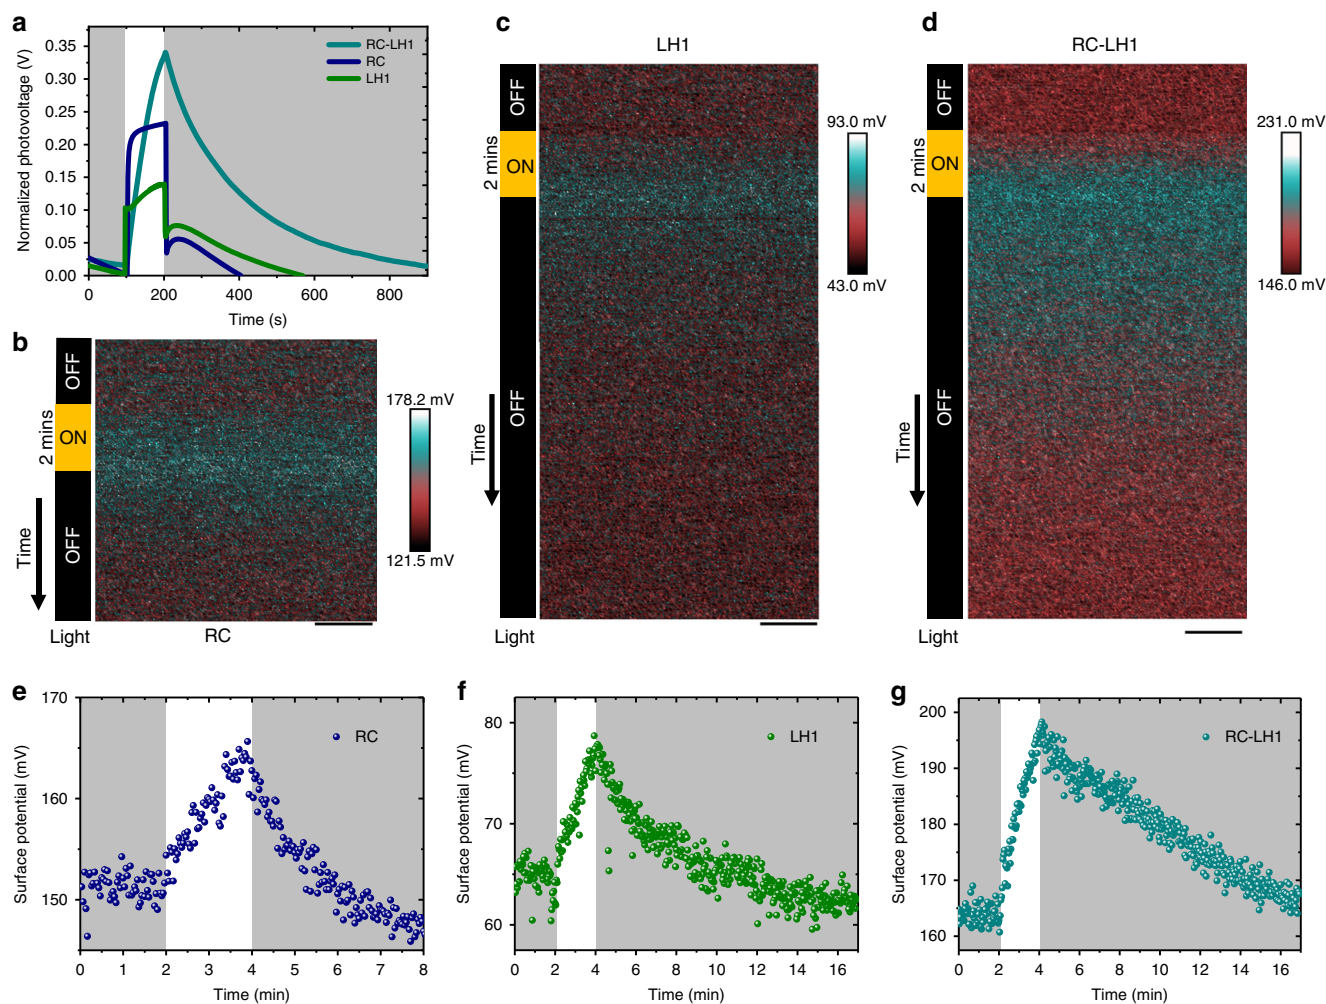 a
0.35
0.30
0.25
0.20
0.15
0.10
0.05
0.00
Normalized photovoltage (V)
RC-LH1
RC
LH1
0 200 400 600 800
Time (s)
b
OFF
ON
OFF
2 mins
Time
Light
RC
178.2 mV
121.5 mV
c
LH1
OFF
ON
OFF
2 mins
Time
Light
93.0 mV
43.0 mV
d
RC-LH1
OFF
ON
OFF
2 mins
Time
Light
231.0 mV
146.0 mV
e
170
160
150
Surface potential (mV)
RC
0 1 2 3 4 5 6 7 8
Time (min)
f
80
70
60
Surface potential (mV)
LH1
0 2 4 6 8 10 12 14 16
Time (min)
g
200
190
180
170
160
Surface potential (mV)
RC-LH1
0 2 4 6 8 10 12 14 16
Time (min)